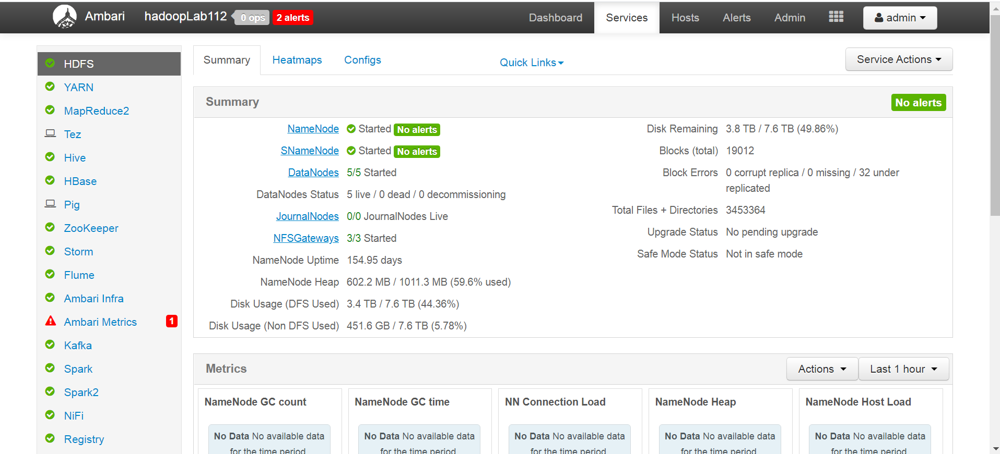 Ambari hadoopLab112 0 ops 2 alerts Dashboard Services Hosts Alerts Admin admin
HDFS
YARN
MapReduce2
Tez
Hive
HBase
Pig
ZooKeeper
Storm
Flume
Ambari Infra
Ambari Metrics 1
Kafka
Spark
Spark2
NiFi
Registry
Summary Heatmaps Configs Quick Links Service Actions
Summary No alerts
NameNode Started No alerts
SNameNode Started No alerts
DataNodes 5/5 Started
DataNodes Status 5 live / 0 dead / 0 decommissioning
JournalNodes 0/0 JournalNodes Live
NFSGateways 3/3 Started
NameNode Uptime 154.95 days
NameNode Heap 602.2 MB / 1011.3 MB (59.6% used)
Disk Usage (DFS Used) 3.4 TB / 7.6 TB (44.36%)
Disk Usage (Non DFS Used) 451.6 GB / 7.6 TB (5.78%)
Disk Remaining 3.8 TB / 7.6 TB (49.86%)
Blocks (total) 19012
Block Errors 0 corrupt replica / 0 missing / 32 under
replicated
Total Files + Directories 3453364
Upgrade Status No pending upgrade
Safe Mode Status Not in safe mode
Metrics Actions Last 1 hour
NameNode GC count
No Data No available data
for the time period
NameNode GC time
No Data No available data
for the time period
NN Connection Load
No Data No available data
for the time period
NameNode Heap
No Data No available data
for the time period
NameNode Host Load
No Data No available data
for the time period